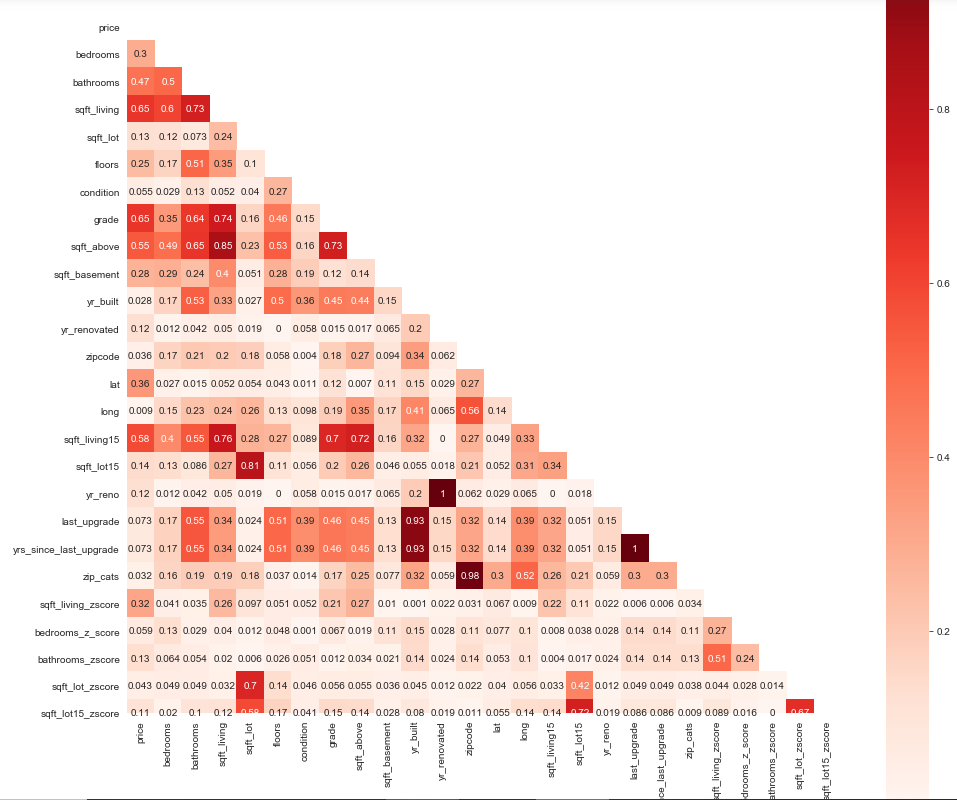 price
bedrooms 0.3
bathrooms 0.47 0.5
sqft_living 0.65 0.6 0.73
sqft_lot 0.13 0.12 0.073 0.24
floors 0.25 0.17 0.51 0.35 0.1
condition 0.055 0.029 0.13 0.052 0.04 0.27
grade 0.65 0.35 0.64 0.74 0.16 0.46 0.15
sqft_above 0.55 0.49 0.65 0.85 0.23 0.53 0.16 0.73
sqft_basement 0.28 0.29 0.24 0.4 0.051 0.28 0.19 0.12 0.14
yr_built 0.028 0.17 0.53 0.33 0.027 0.5 0.36 0.45 0.44 0.15
yr_renovated 0.12 0.012 0.042 0.05 0.019 0 0.058 0.015 0.017 0.065 0.2
zipcode 0.036 0.17 0.21 0.2 0.18 0.058 0.004 0.18 0.27 0.094 0.34 0.062
lat 0.36 0.027 0.015 0.052 0.054 0.043 0.011 0.12 0.007 0.11 0.15 0.029 0.27
long 0.009 0.15 0.23 0.24 0.26 0.13 0.098 0.19 0.35 0.17 0.41 0.065 0.56 0.14
sqft_living15 0.58 0.4 0.55 0.76 0.28 0.27 0.089 0.7 0.72 0.16 0.32 0 0.27 0.049 0.33
sqft_lot15 0.14 0.13 0.086 0.27 0.81 0.11 0.056 0.2 0.26 0.046 0.055 0.018 0.21 0.052 0.31 0.34
yr_reno 0.12 0.012 0.042 0.05 0.019 0 0.058 0.015 0.017 0.065 0.2 1 0.062 0.029 0.065 0 0.018
last_upgrade 0.073 0.17 0.55 0.34 0.024 0.51 0.39 0.46 0.45 0.13 0.93 0.15 0.32 0.14 0.39 0.32 0.051 0.15
yrs_since_last_upgrade 0.073 0.17 0.55 0.34 0.024 0.51 0.39 0.46 0.45 0.13 0.93 0.15 0.32 0.14 0.39 0.32 0.051 0.15 1
zip_cats 0.032 0.16 0.19 0.19 0.18 0.037 0.014 0.17 0.25 0.077 0.32 0.059 0.98 0.3 0.52 0.26 0.21 0.059 0.3 0.3
sqft_living_zscore 0.32 0.041 0.035 0.26 0.097 0.051 0.052 0.21 0.27 0.01 0.001 0.022 0.031 0.067 0.009 0.22 0.11 0.022 0.006 0.006 0.034
bedrooms_z_score 0.059 0.13 0.029 0.04 0.012 0.048 0.001 0.067 0.019 0.11 0.15 0.028 0.11 0.077 0.1 0.008 0.038 0.028 0.14 0.14 0.11 0.27
bathrooms_zscore 0.13 0.064 0.054 0.02 0.006 0.026 0.051 0.012 0.034 0.021 0.14 0.024 0.14 0.053 0.1 0.004 0.017 0.024 0.14 0.14 0.13 0.51 0.24
sqft_lot_zscore 0.043 0.049 0.049 0.032 0.7 0.14 0.046 0.056 0.055 0.036 0.045 0.012 0.022 0.04 0.056 0.033 0.42 0.012 0.049 0.049 0.038 0.044 0.028 0.014
sqft_lot15_zscore 0.11 0.02 0.1 0.12 0.58 0.17 0.041 0.15 0.14 0.028 0.08 0.019 0.011 0.055 0.14 0.14 0.72 0.019 0.086 0.086 0.009 0.089 0.016 0 0.67
price bedrooms bathrooms sqft_living sqft_lot floors condition grade sqft_above sqft_basement yr_built yr_renovated zipcode lat long sqft_living15 sqft_lot15 yr_reno last_upgrade ce_last_upgrade zip_cats sqft_living_zscore edrooms_z_score athrooms_zscore sqft_lot_zscore sqft_lot15_zscore
0.8
0.6
0.4
0.2